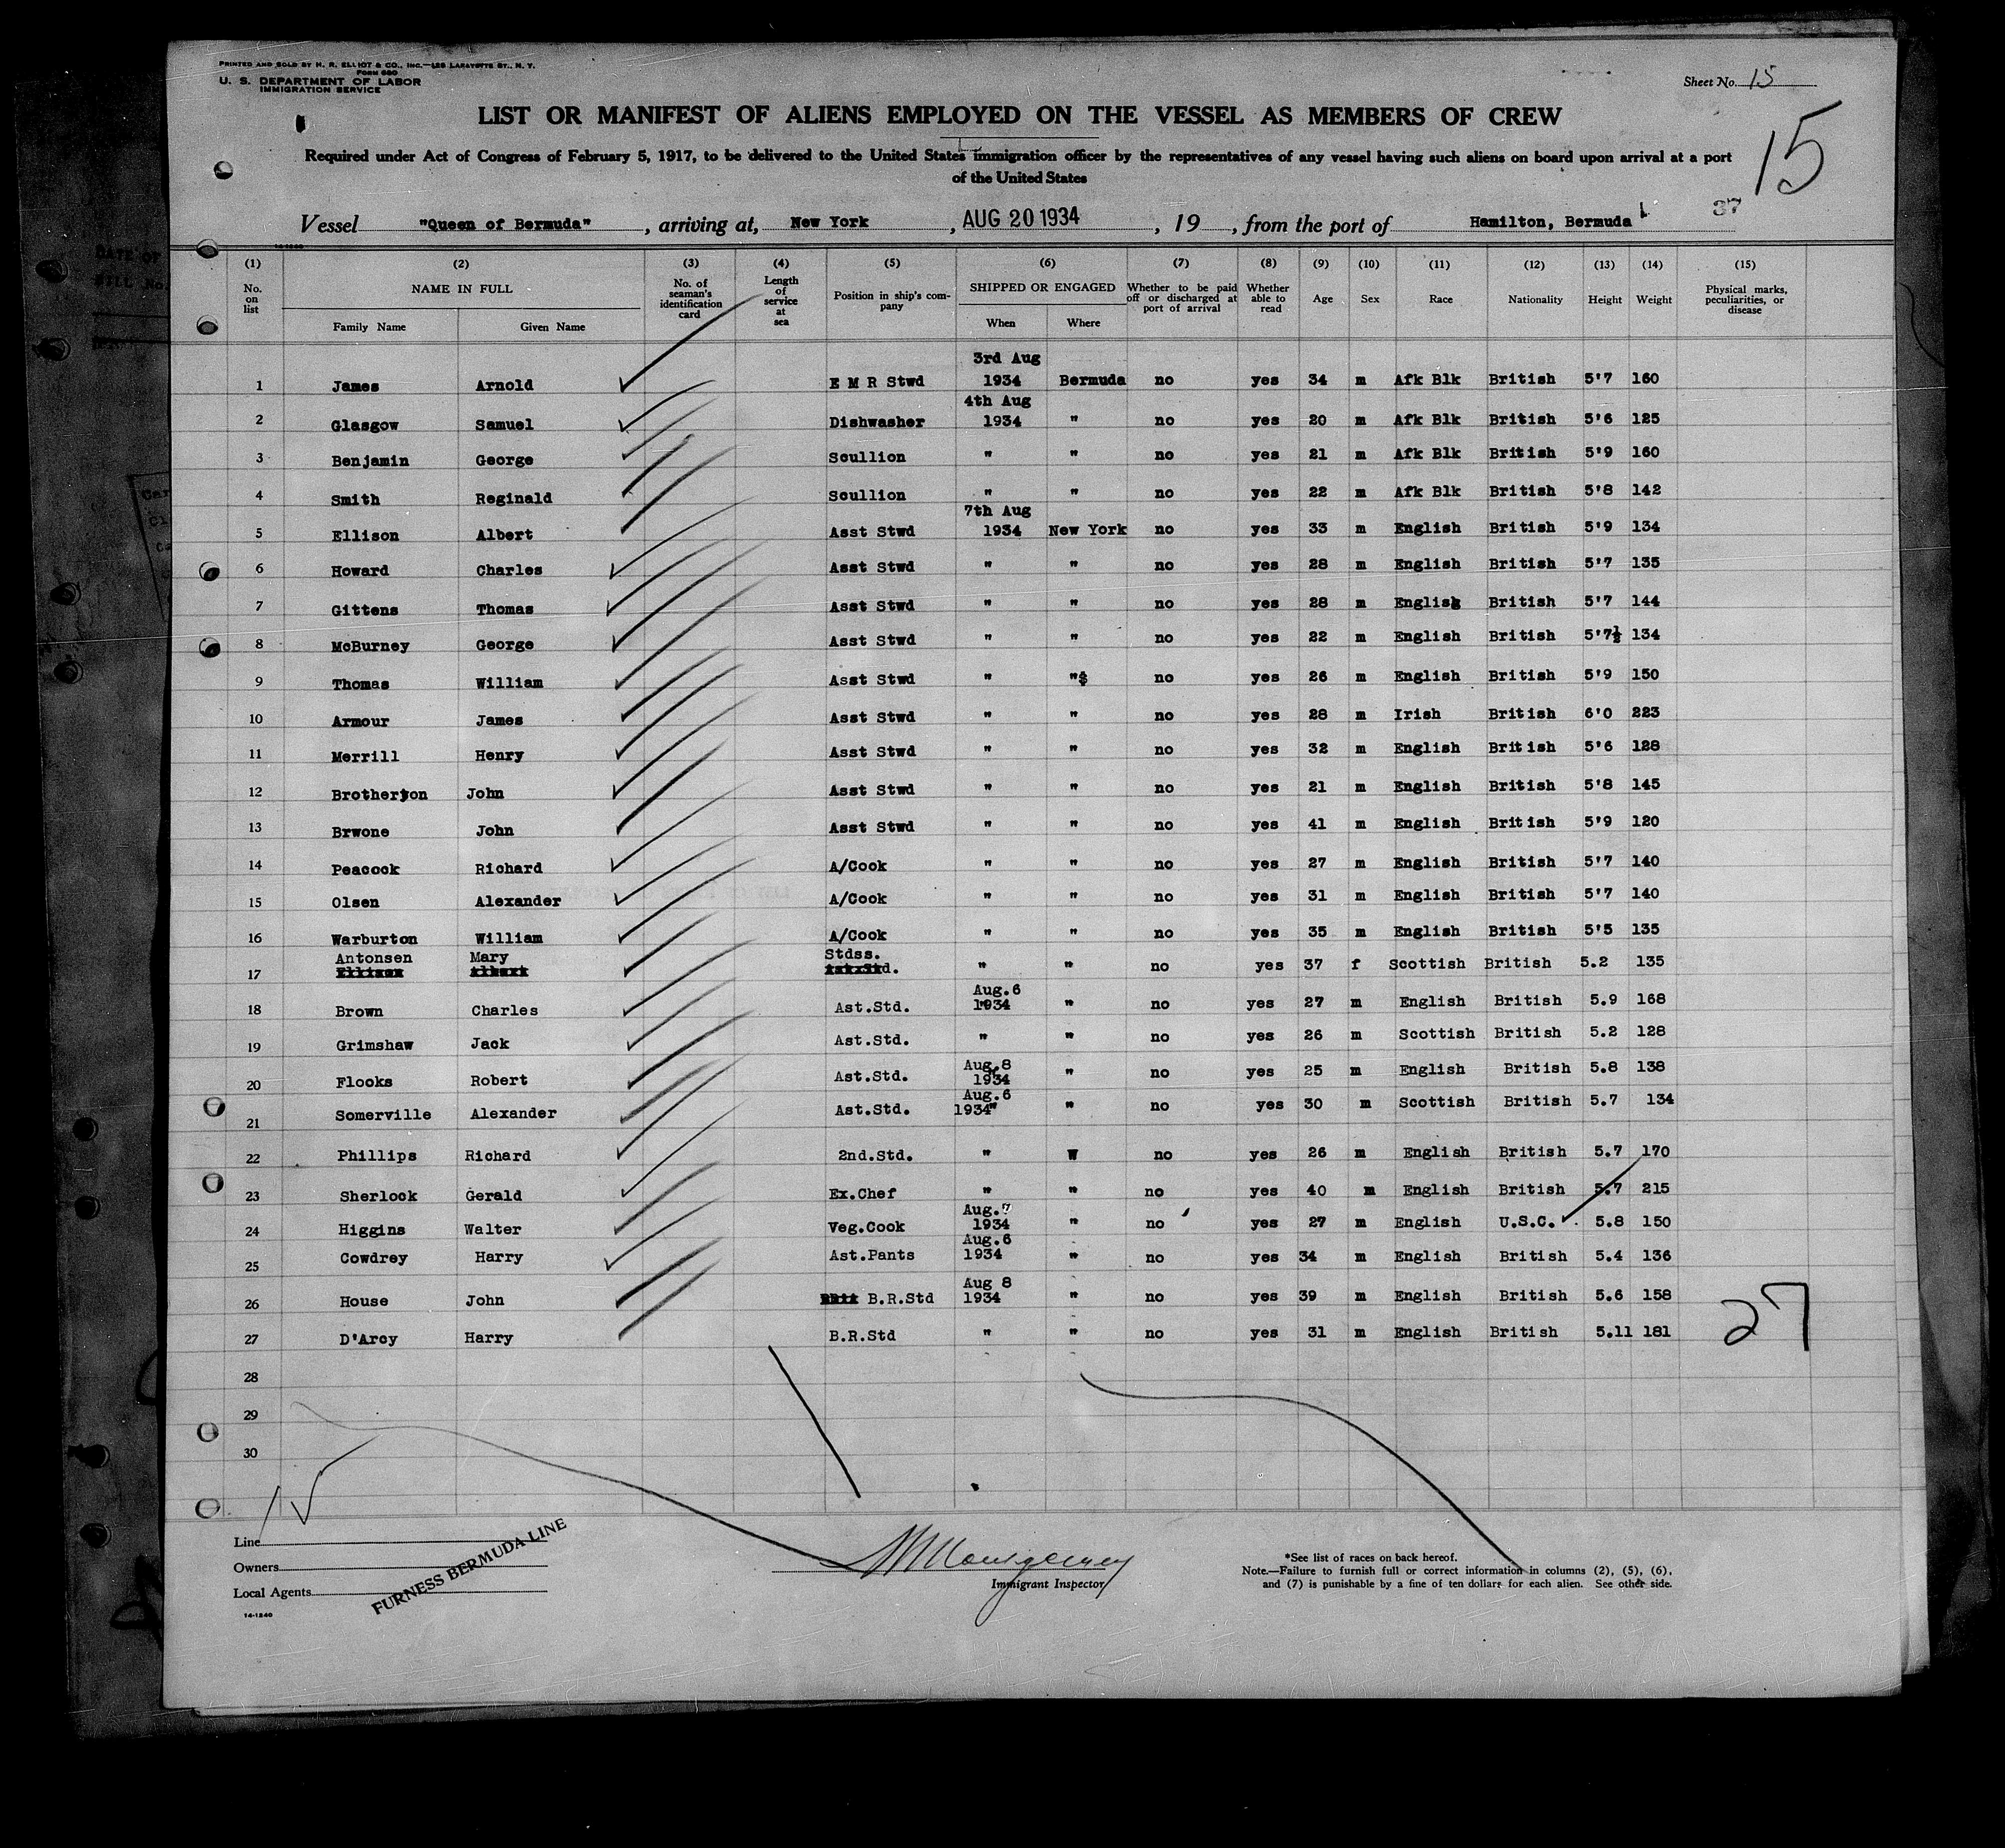 PRINTED AND SOLD BY H. R. ELLIOT & CO., INC.—125 LAFAYETTE ST., N. Y.
FORM 680
U. S. DEPARTMENT OF LABOR
IMMIGRATION SERVICE
Sheet No. 15
LIST OR MANIFEST OF ALIENS EMPLOYED ON THE VESSEL AS MEMBERS OF CREW
15
Required under Act of Congress of February 5, 1917, to be delivered to the United States immigration officer by the representatives of any vessel having such aliens on board upon arrival at a port
of the United States
37
Vessel "Queen of Bermuda", arriving at, New York, AUG 20 1934, 19, from the port of Hamilton, Bermuda
14-1240
(1) (2) (3) (4) (5) (6) (7) (8) (9) (10) (11) (12) (13) (14) (15)
No. on list NAME IN FULL Family Name Given Name No. of seaman's identification card Length of service at sea Position in ship's company SHIPPED OR ENGAGED When Where Whether to be paid off or discharged at port of arrival Whether able to read Age Sex Race Nationality Height Weight Physical marks, peculiarities, or disease
3rd Aug
1 James Arnold E M R Stwd 1934 Bermuda no yes 34 m Afk Blk British 5'7 160
4th Aug
2 Glasgow Samuel Dishwasher 1934 " no yes 20 m Afk Blk British 5'6 125
3 Benjamin George Scullion " " no yes 21 m Afk Blk British 5'9 160
4 Smith Reginald Scullion " " no yes 22 m Afk Blk British 5'8 142
7th Aug
5 Ellison Albert Asst Stwd 1934 New York no yes 33 m English British 5'9 134
6 Howard Charles Asst Stwd " " no yes 28 m English British 5'7 135
7 Gittens Thomas Asst Stwd " " no yes 28 m English British 5'7 144
8 McBurney George Asst Stwd " " no yes 22 m English British 5'7½ 134
9 Thomas William Asst Stwd " "$ no yes 26 m English British 5'9 150
10 Armour James Asst Stwd " " no yes 28 m Irish British 6'0 223
11 Merrill Henry Asst Stwd " " no yes 32 m English British 5'6 128
12 Brotherton John Asst Stwd " " no yes 21 m English British 5'8 145
13 Brwone John Asst Stwd " " no yes 41 m English British 5'9 120
14 Peacock Richard A/Cook " " no yes 27 m English British 5'7 140
15 Olsen Alexander A/Cook " " no yes 31 m English British 5'7 140
16 Warburton William A/Cook " " no yes 35 m English British 5'5 135
Antonsen Mary Stdss.
17 Ellison Albert Ast.Std. " " no yes 37 f Scottish British 5.2 135
Aug.6
18 Brown Charles Ast.Std. 1934 " no yes 27 m English British 5.9 168
19 Grimshaw Jack Ast.Std. " " no yes 26 m Scottish British 5.2 128
Aug.8
20 Flooks Robert Ast.Std. 1934 " no yes 25 m English British 5.8 138
Aug.6
21 Somerville Alexander Ast.Std. 1934" " no yes 30 m Scottish British 5.7 134
22 Phillips Richard 2nd.Std. " W no yes 26 m English British 5.7 170
23 Sherlock Gerald Ex.Chef " " no yes 40 m English British 5.7 215
Aug.7
24 Higgins Walter Veg.Cook 1934 " no yes 27 m English U.S.C. 5.8 150
Aug.6
25 Cowdrey Harry Ast.Pants 1934 " no yes 34 m English British 5.4 136
Aug 8
26 House John B.R.Std 1934 " no yes 39 m English British 5.6 158
27 D'Arcy Harry B.R.Std " " no yes 31 m English British 5.11 181
27
28
29
30
Line
Owners
Local Agents
FURNESS BERMUDA LINE
14-1240
Montgomery
Immigrant Inspector
*See list of races on back hereof.
Note.—Failure to furnish full or correct information in columns (2), (5), (6),
and (7) is punishable by a fine of ten dollars for each alien. See other side.